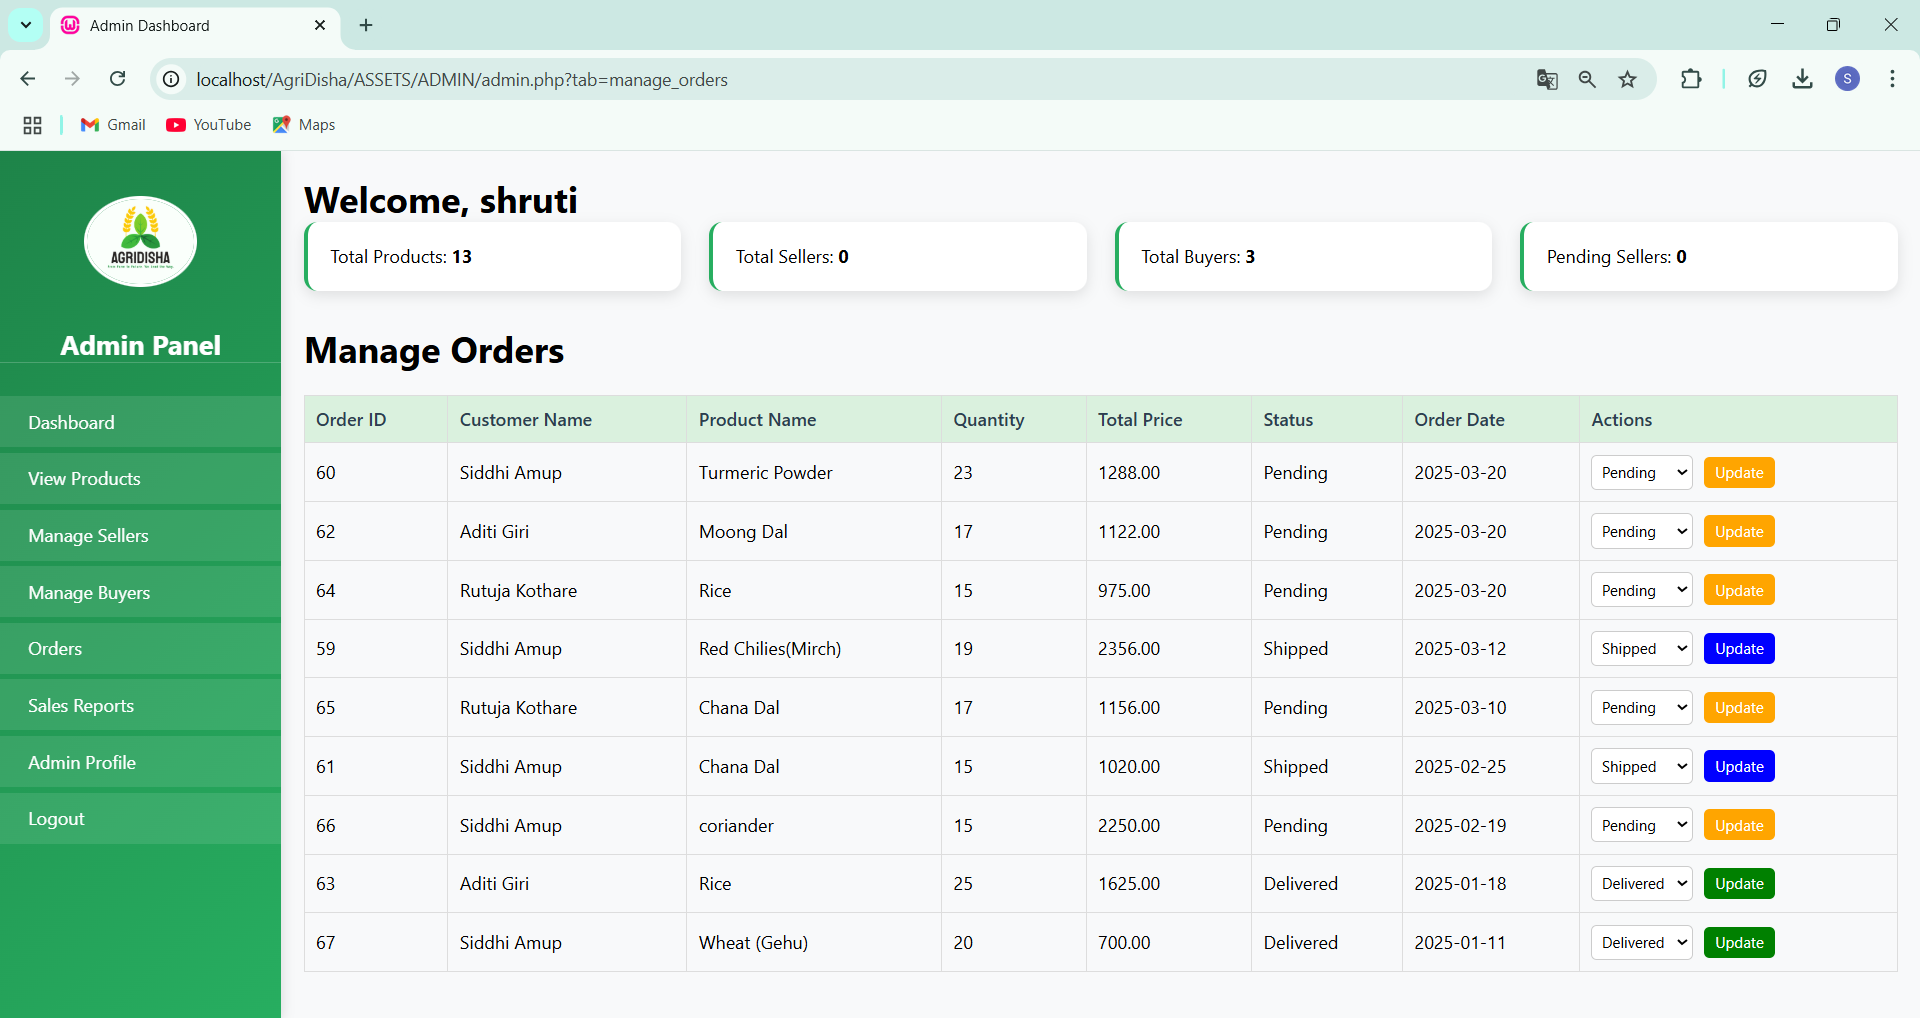 Admin Dashboard
localhost/AgriDisha/ASSETS/ADMIN/admin.php?tab=manage_orders
S
Gmail YouTube Maps
AGRIDISHA
Admin Panel
Dashboard
View Products
Manage Sellers
Manage Buyers
Orders
Sales Reports
Admin Profile
Logout
Welcome, shruti
Total Products: 13 Total Sellers: 0 Total Buyers: 3 Pending Sellers: 0
Manage Orders
Order ID Customer Name Product Name Quantity Total Price Status Order Date Actions
60 Siddhi Amup Turmeric Powder 23 1288.00 Pending 2025-03-20 Pending Update
62 Aditi Giri Moong Dal 17 1122.00 Pending 2025-03-20 Pending Update
64 Rutuja Kothare Rice 15 975.00 Pending 2025-03-20 Pending Update
59 Siddhi Amup Red Chilies(Mirch) 19 2356.00 Shipped 2025-03-12 Shipped Update
65 Rutuja Kothare Chana Dal 17 1156.00 Pending 2025-03-10 Pending Update
61 Siddhi Amup Chana Dal 15 1020.00 Shipped 2025-02-25 Shipped Update
66 Siddhi Amup coriander 15 2250.00 Pending 2025-02-19 Pending Update
63 Aditi Giri Rice 25 1625.00 Delivered 2025-01-18 Delivered Update
67 Siddhi Amup Wheat (Gehu) 20 700.00 Delivered 2025-01-11 Delivered Update